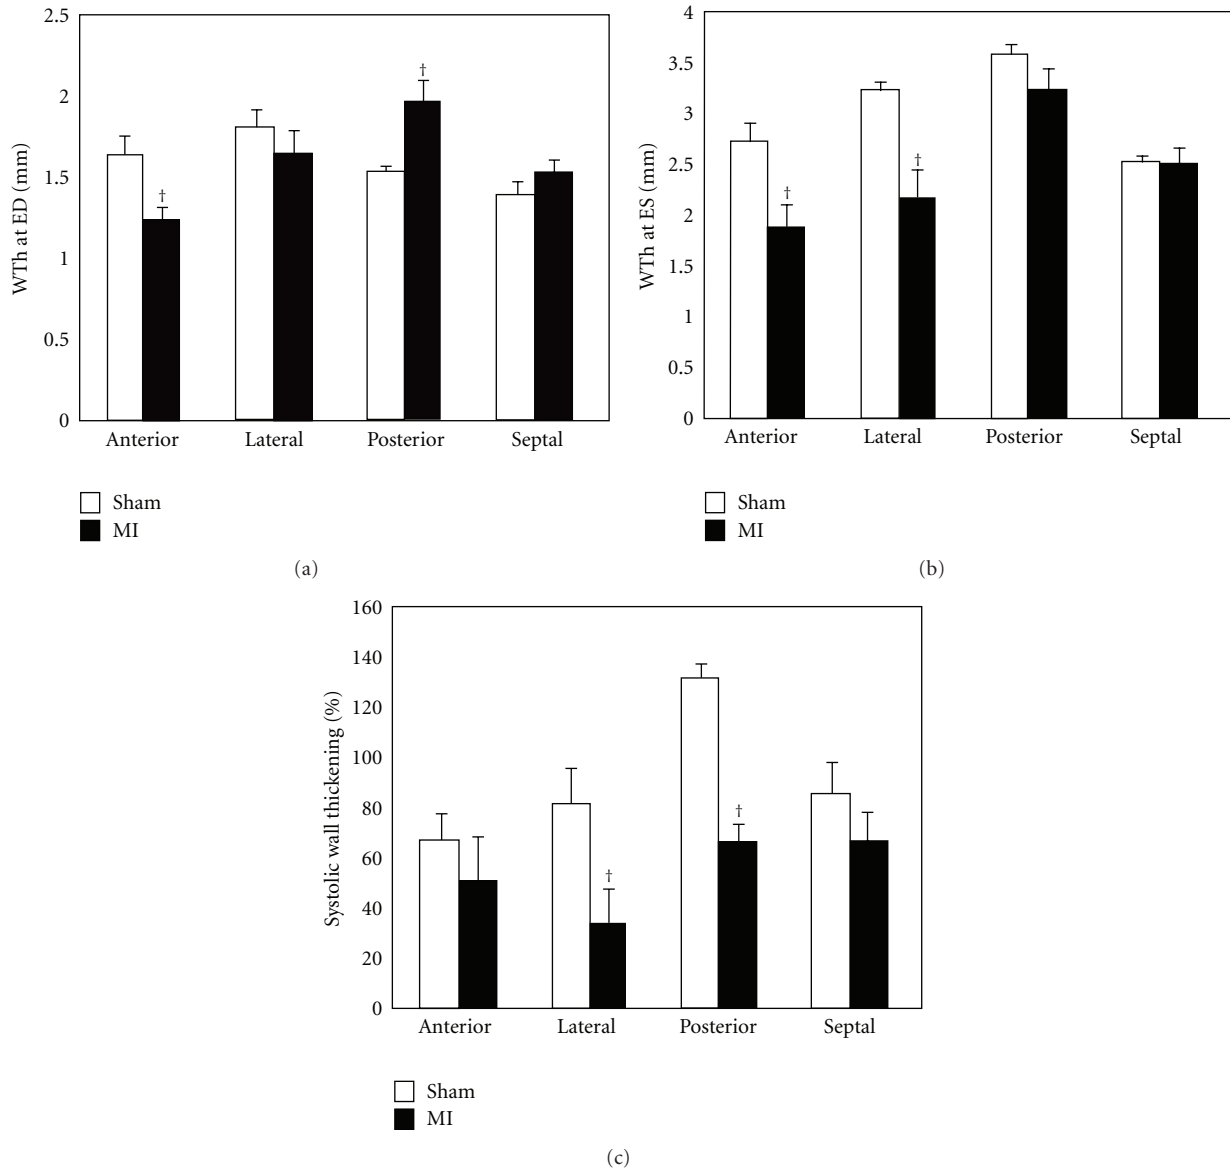 2.5
2
1.5
1
0.5
0
WTh at ED (mm)
†
†
Anterior Lateral Posterior Septal
Sham
MI
(a)
4
3.5
3
2.5
2
1.5
1
0.5
0
WTh at ES (mm)
†
†
Anterior Lateral Posterior Septal
Sham
MI
(b)
160
140
120
100
80
60
40
20
0
Systolic wall thickening (%)
†
†
Anterior Lateral Posterior Septal
Sham
MI
(c)